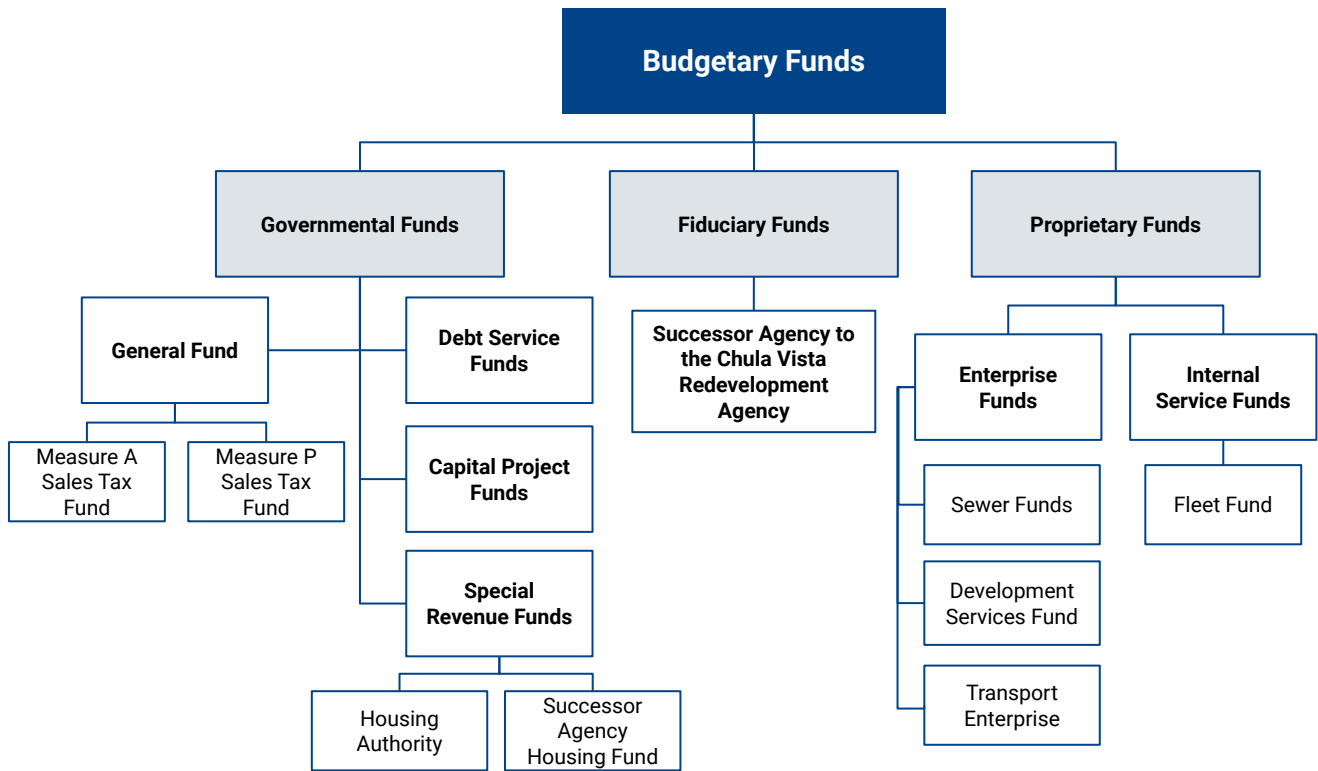 Budgetary Funds
Governmental Funds
Fiduciary Funds
Proprietary Funds
General Fund
Debt Service
Funds
Successor Agency to
the Chula Vista
Redevelopment
Agency
Enterprise
Funds
Internal
Service Funds
Measure A
Sales Tax
Fund
Measure P
Sales Tax
Fund
Capital Project
Funds
Sewer Funds
Fleet Fund
Special
Revenue Funds
Development
Services Fund
Housing
Authority
Successor
Agency
Housing Fund
Transport
Enterprise